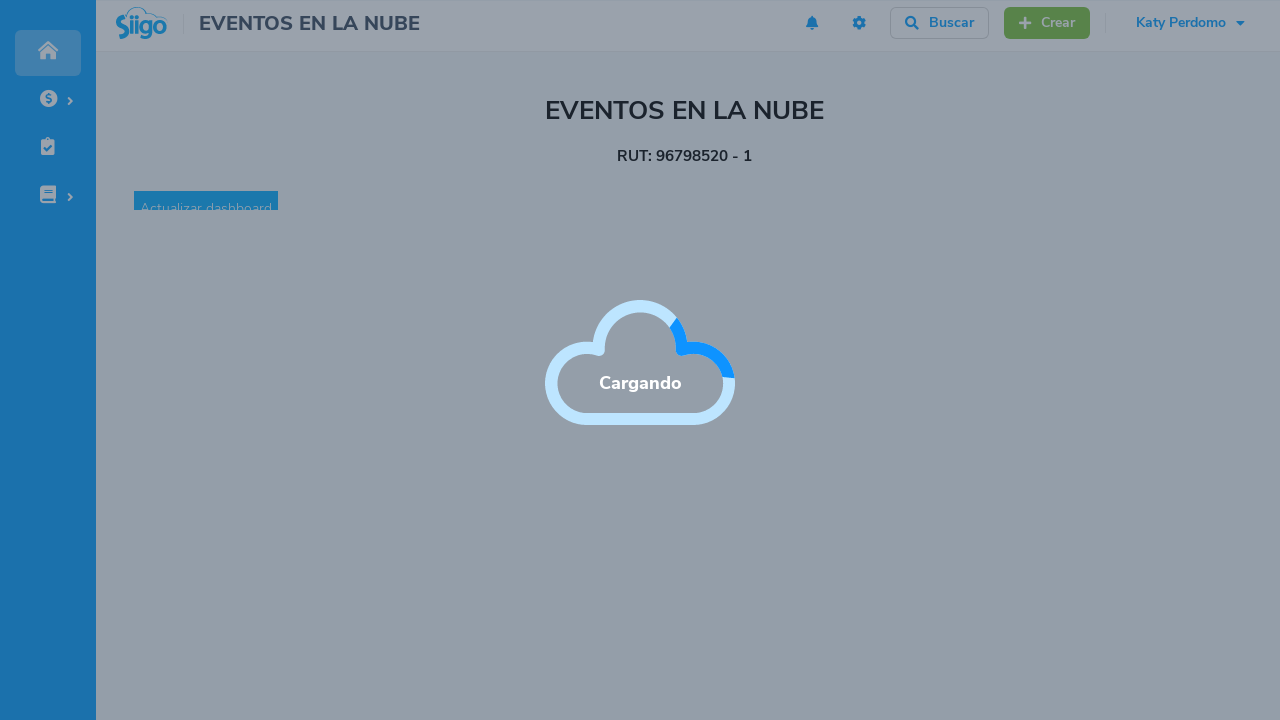 Siigo
EVENTOS EN LA NUBE
Buscar
Crear
Katy Perdomo
EVENTOS EN LA NUBE
RUT: 96798520 - 1
Actualizar dashboard
Cargando